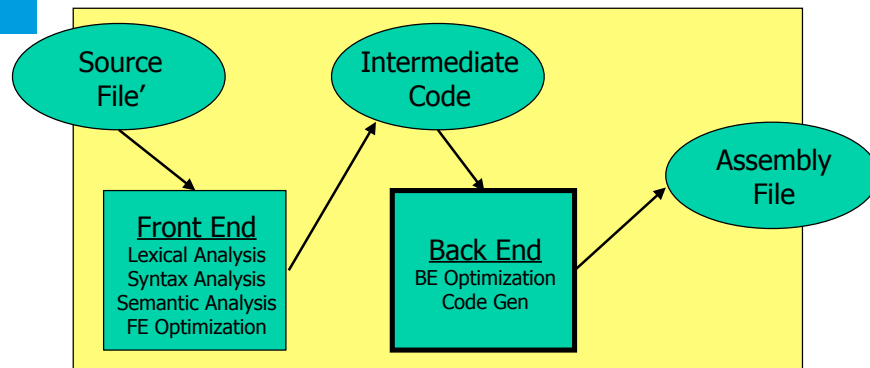 Source
File’
Intermediate
Code
Assembly
File
Front End
Lexical Analysis
Syntax Analysis
Semantic Analysis
FE Optimization
Back End
BE Optimization
Code Gen